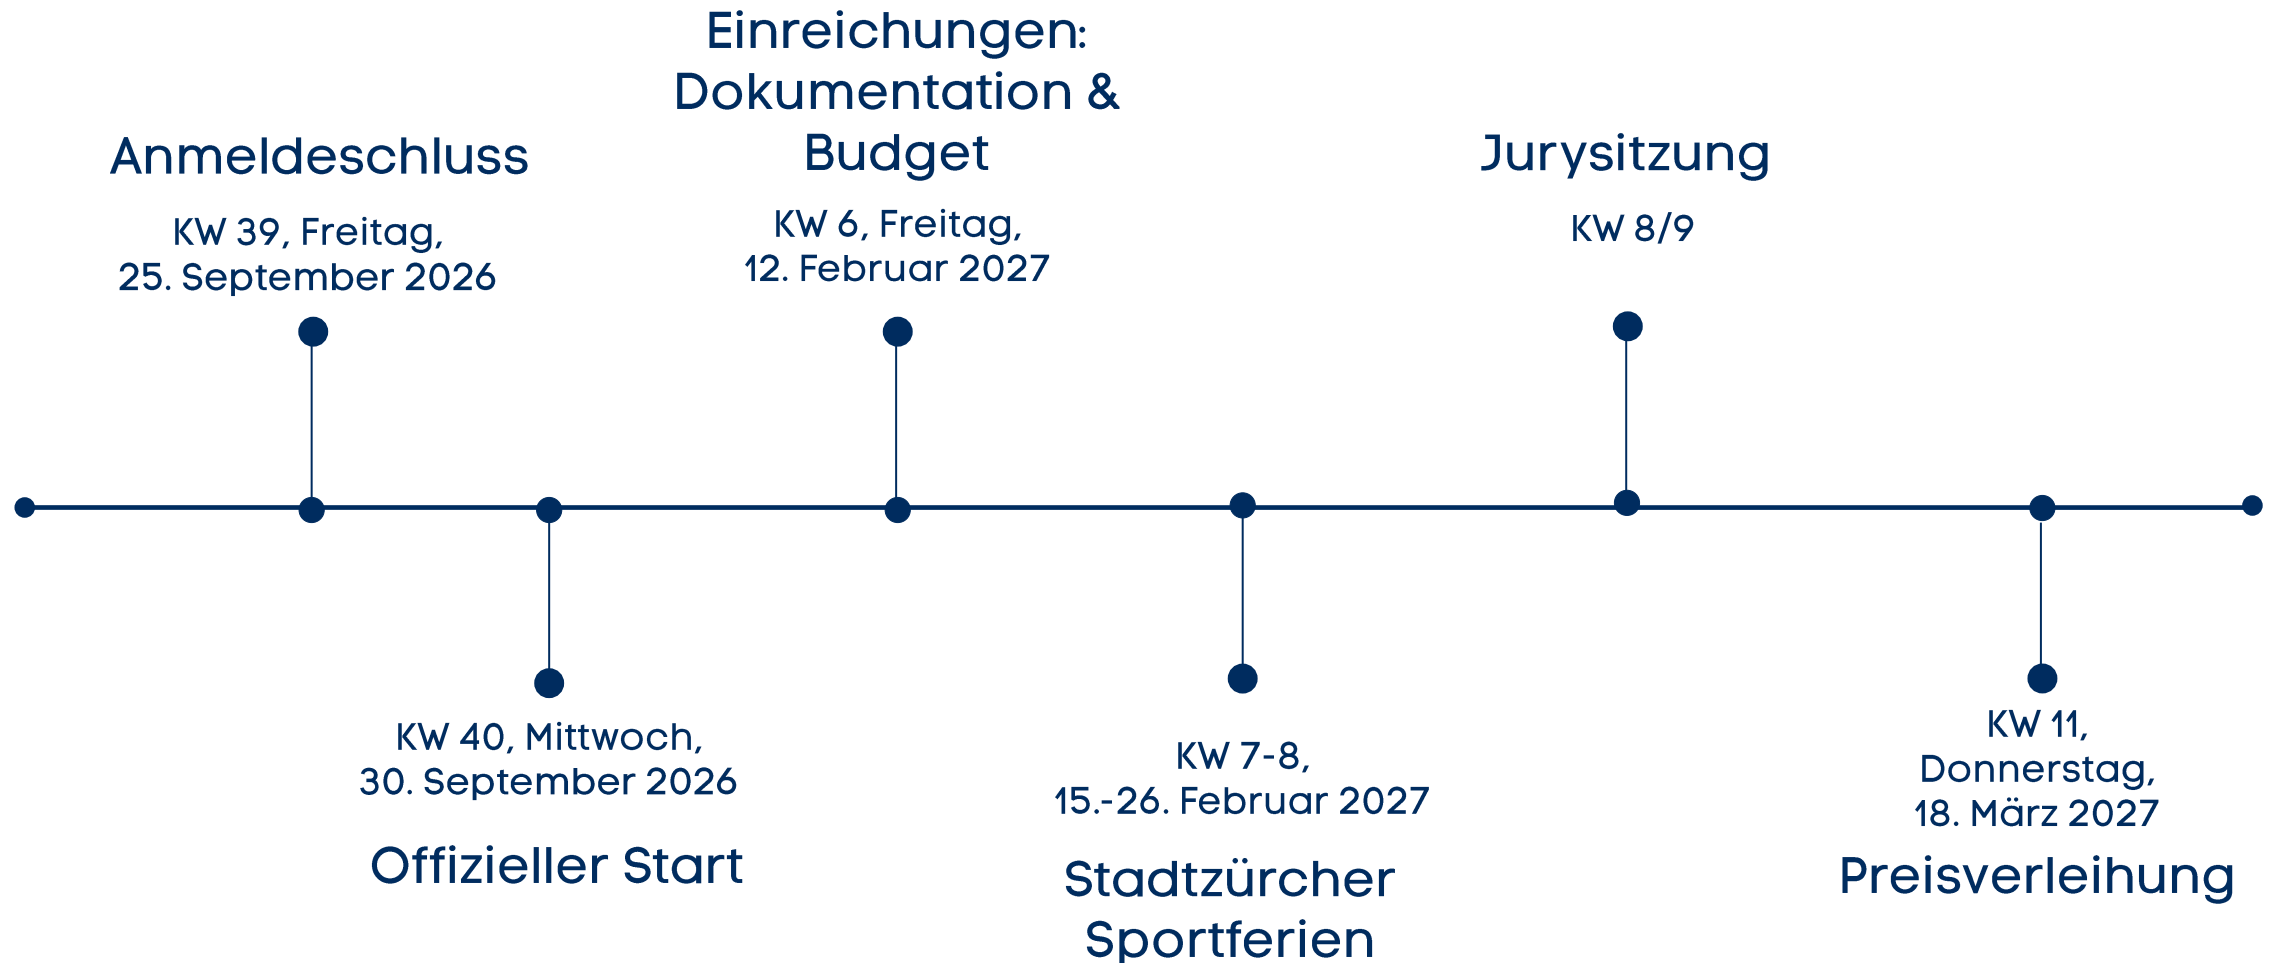 Anmeldeschluss
KW 39, Freitag,
25. September 2026
KW 40, Mittwoch,
30. September 2026
Offizieller Start
Einreichungen:
Dokumentation &
Budget
KW 6, Freitag,
12. Februar 2027
KW 7-8,
15.-26. Februar 2027
Stadtzürcher
Sportferien
Jurysitzung
KW 8/9
KW 11,
Donnerstag,
18. März 2027
Preisverleihung